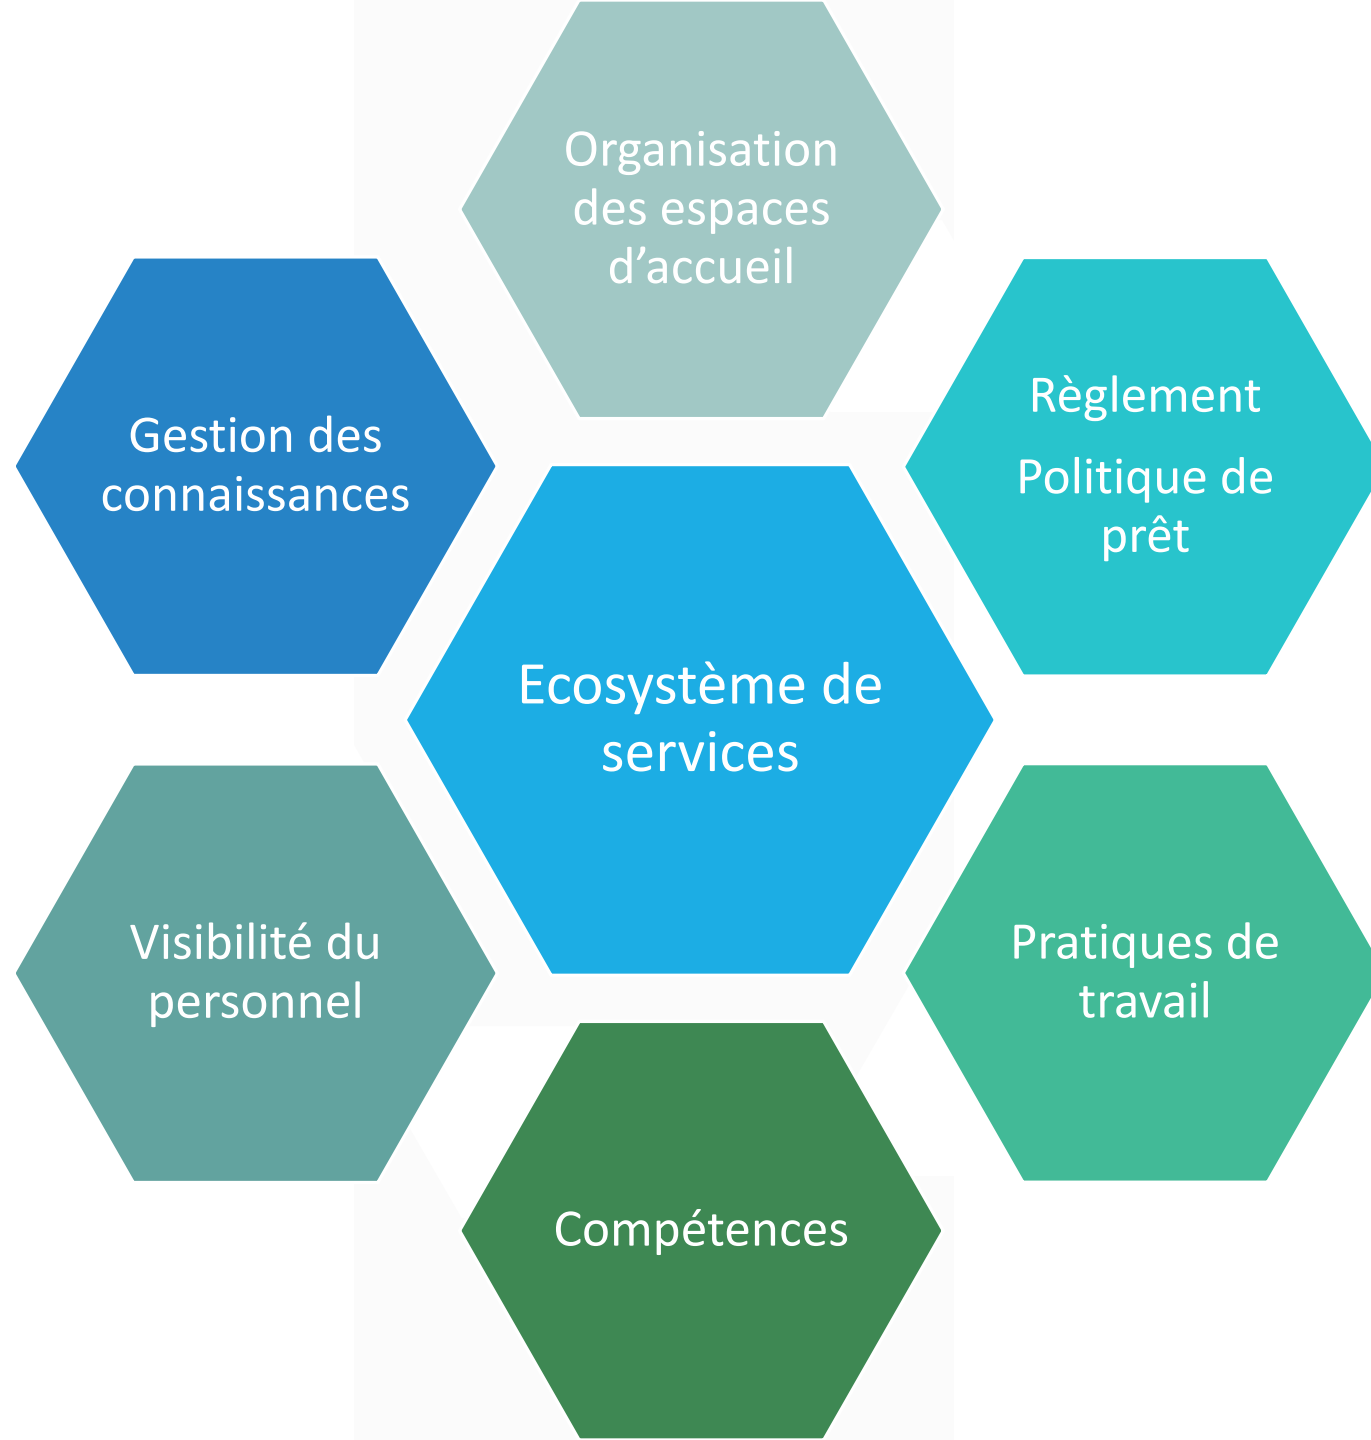 Organisation
des espaces
d’accueil
Gestion des
connaissances
Règlement
Politique de
prêt
Ecosystème de
services
Visibilité du
personnel
Pratiques de
travail
Compétences